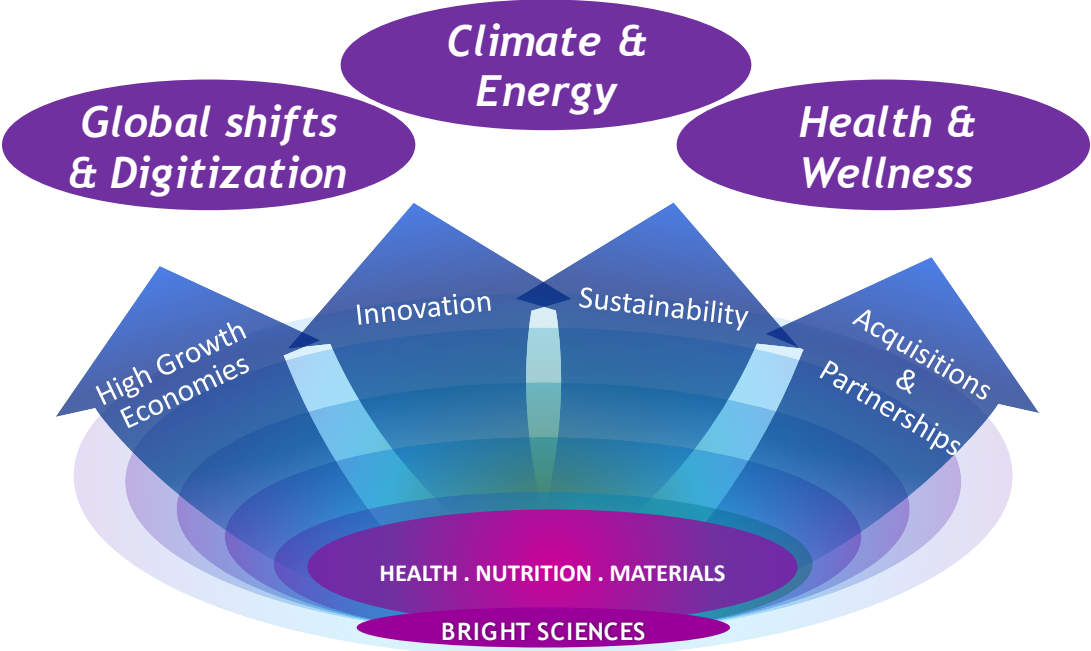 Climate &
Energy
Global shifts
& Digitization
Health &
Wellness
High Growth
Economies
Innovation
Sustainability
Acquisitions
&
Partnerships
HEALTH . NUTRITION . MATERIALS
BRIGHT SCIENCES